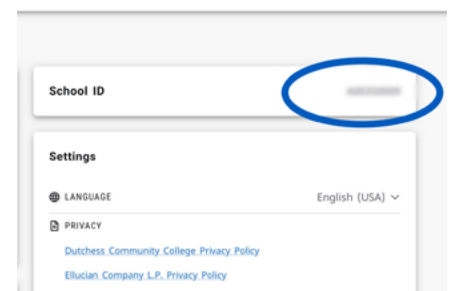 School ID
Settings
LANGUAGE English (USA)
PRIVACY
Dutchess Community College Privacy Policy
Ellucian Company L.P. Privacy Policy